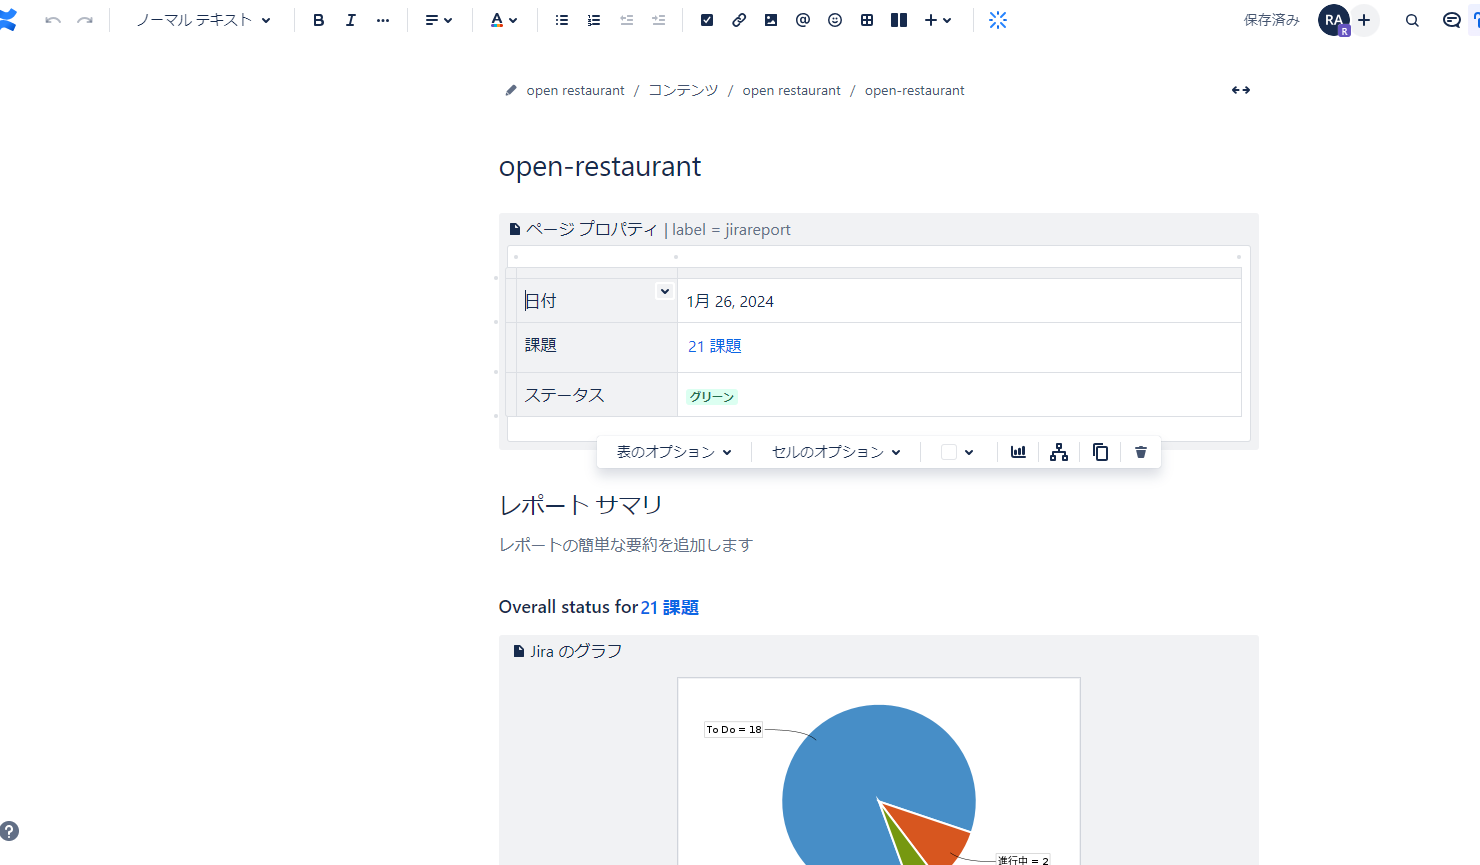 ノーマル テキスト B I ••• A @ 保存済み RA R
open restaurant / コンテンツ / open restaurant / open-restaurant
open-restaurant
ページ プロパティ | label = jirareport
日付 1月 26, 2024
課題 21 課題
ステータス グリーン
表のオプション セルのオプション
レポート サマリ
レポートの簡単な要約を追加します
Overall status for 21 課題
Jira のグラフ
To Do = 18
進行中 = 2
?